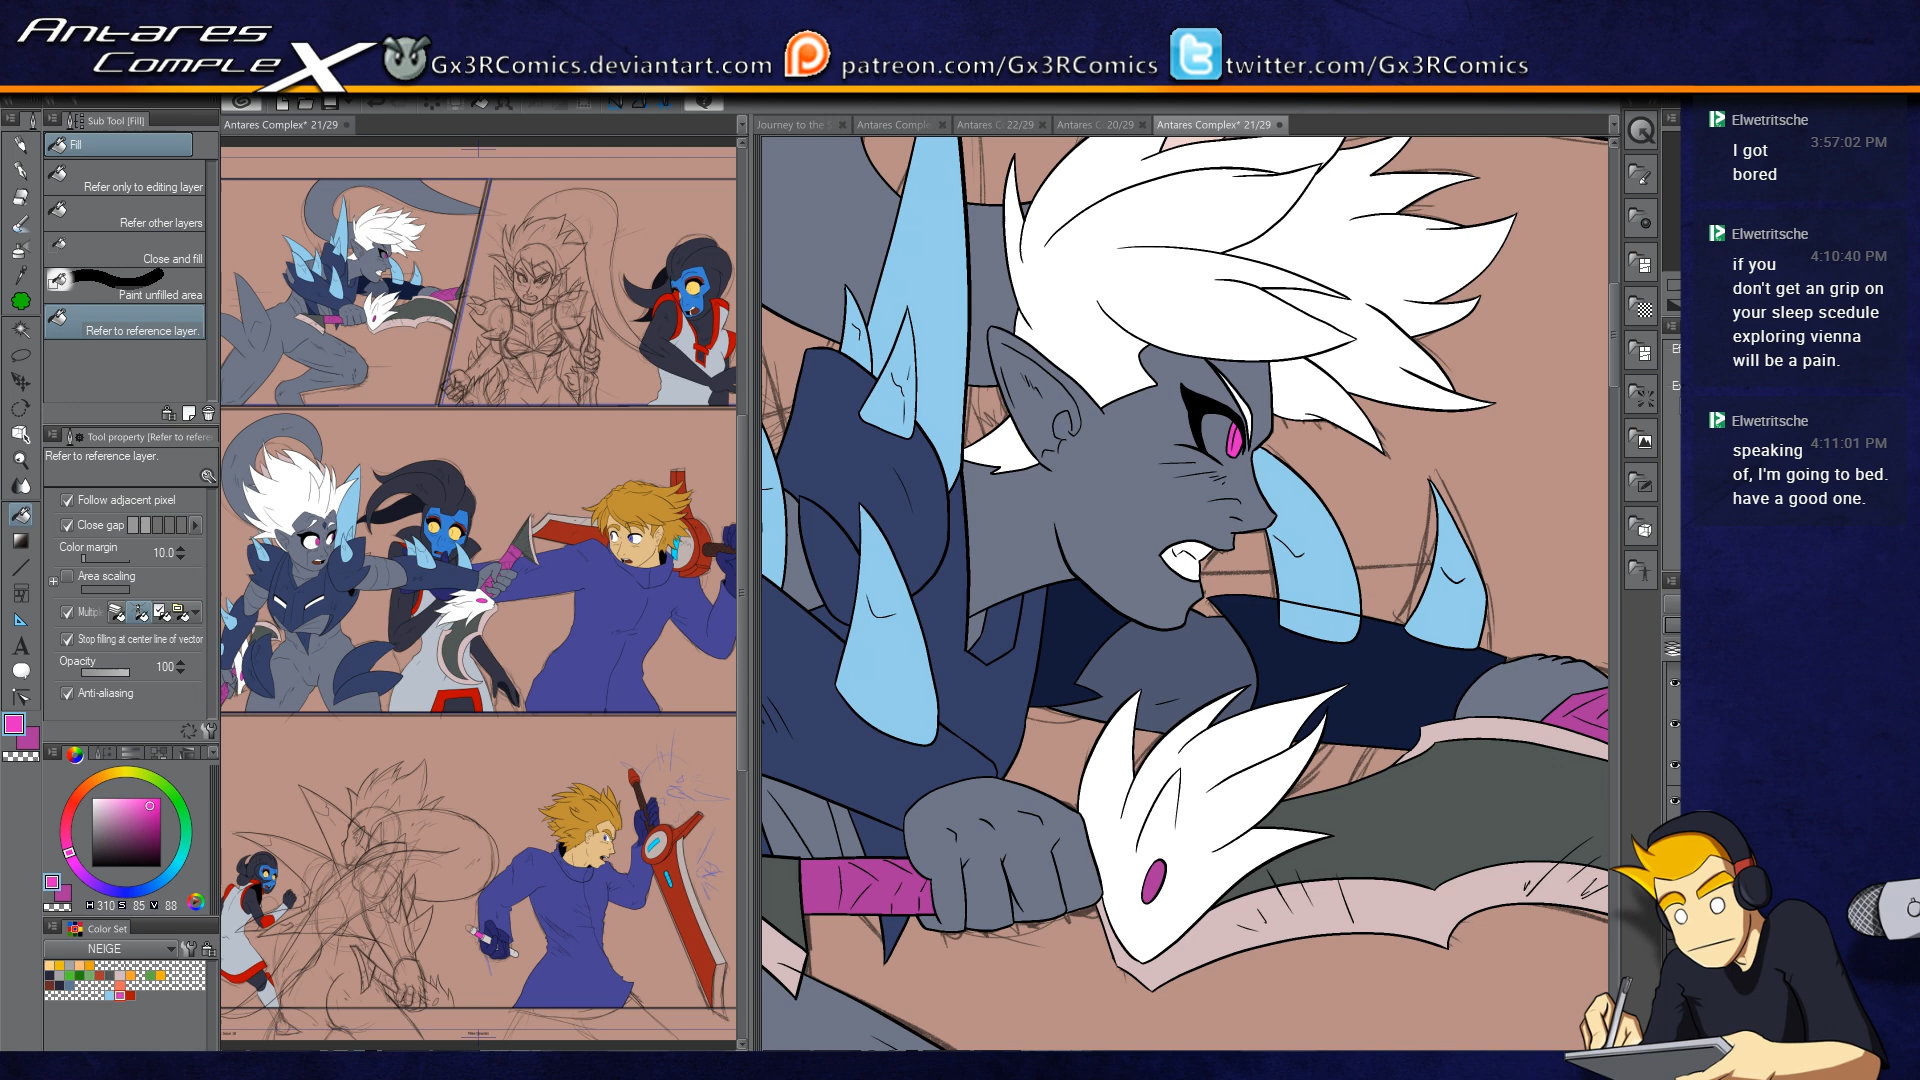 Antares
Complex
Gx3RComics.deviantart.com
patreon.com/Gx3RComics
twitter.com/Gx3RComics
Sub Tool [Fill]
Fill
Refer only to editing layer
Refer other layers
Close and fill
Paint unfilled area
Refer to reference layer.
Tool property [Refer to refere
Refer to reference layer.
Follow adjacent pixel
Close gap
Color margin
10.0
Area scaling
Multiple
Stop filling at center line of vector
Opacity
100
Anti-aliasing
H 310 S 85 V 88
Color Set
NEIGE
Antares Complex* 21/29
Journey to the
Antares Comple
Antares C 22/29
Antares C 20/29
Antares Complex* 21/29
Elwetritsche
3:57:02 PM
I got
bored
Elwetritsche
4:10:40 PM
if you
don't get an grip on
your sleep scedule
exploring vienna
will be a pain.
Elwetritsche
4:11:01 PM
speaking
of, I'm going to bed.
have a good one.